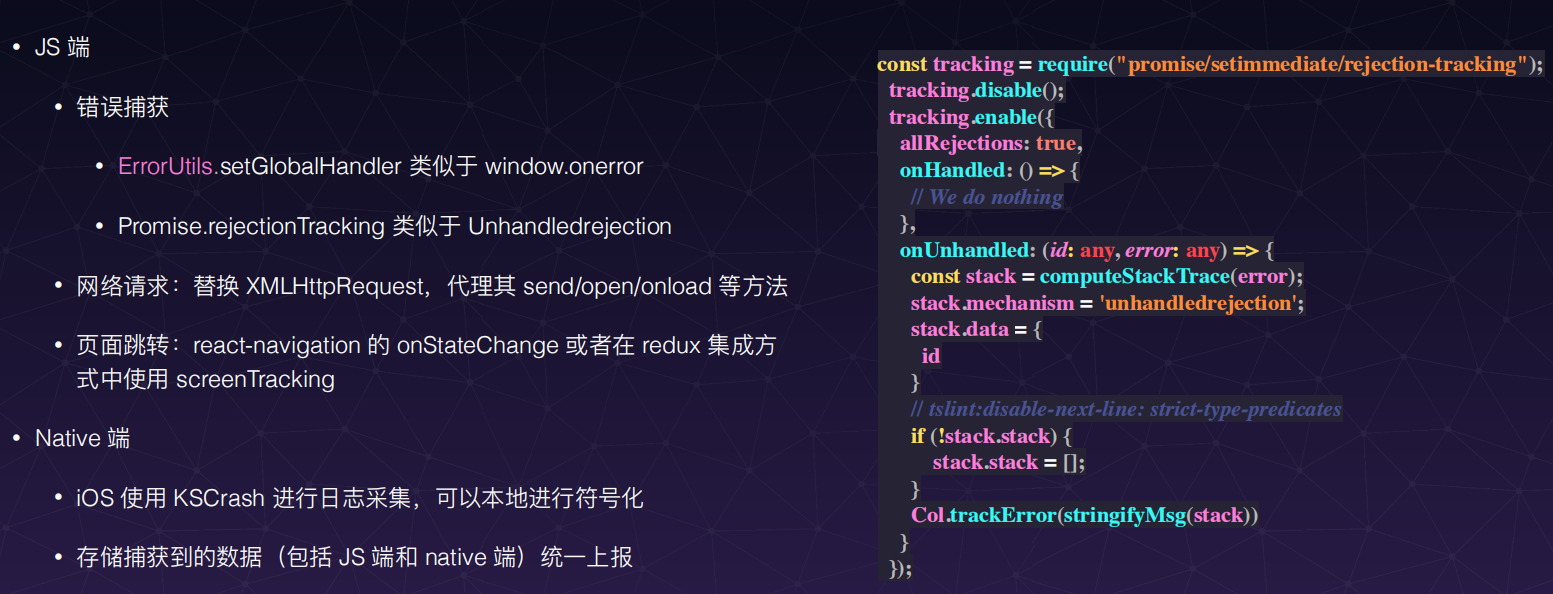 • JS 端
• 错误捕获
• ErrorUtils.setGlobalHandler 类似于 window.onerror
• Promise.rejectionTracking 类似于 Unhandledrejection
• 网络请求：替换 XMLHttpRequest，代理其 send/open/onload 等方法
• 页面跳转：react-navigation 的 onStateChange 或者在 redux 集成方
式中使用 screenTracking
• Native 端
• iOS 使用 KSCrash 进行日志采集，可以本地进行符号化
• 存储捕获到的数据（包括 JS 端和 native 端）统一上报
const tracking = require("promise/setimmediate/rejection-tracking");
tracking.disable();
tracking.enable({
allRejections: true,
onHandled: () => {
// We do nothing
},
onUnhandled: (id: any, error: any) => {
const stack = computeStackTrace(error);
stack.mechanism = 'unhandledrejection';
stack.data = {
id
}
// tslint:disable-next-line: strict-type-predicates
if (!stack.stack) {
stack.stack = [];
}
Col.trackError(stringifyMsg(stack))
}
});